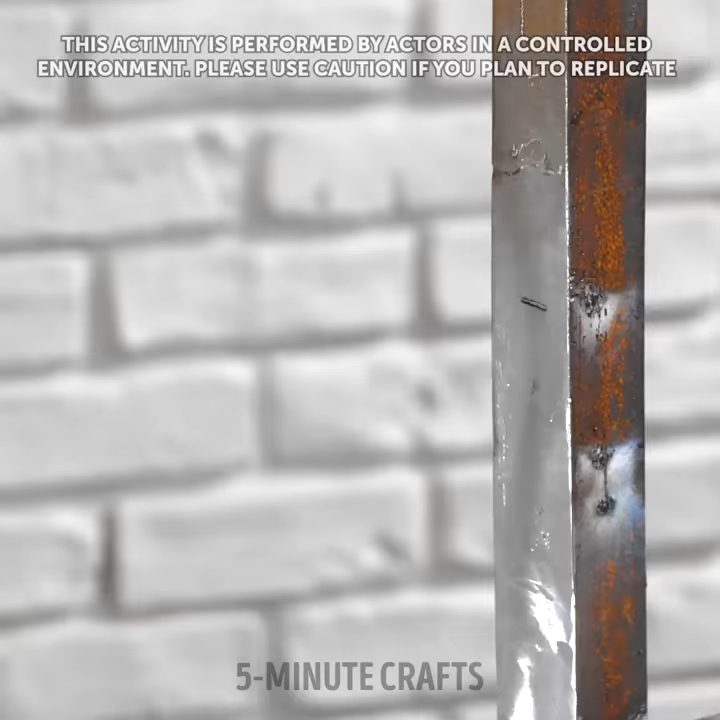 THIS ACTIVITY IS PERFORMED BY ACTORS IN A CONTROLLED
ENVIRONMENT. PLEASE USE CAUTION IF YOU PLAN TO REPLICATE
5-MINUTE CRAFTS